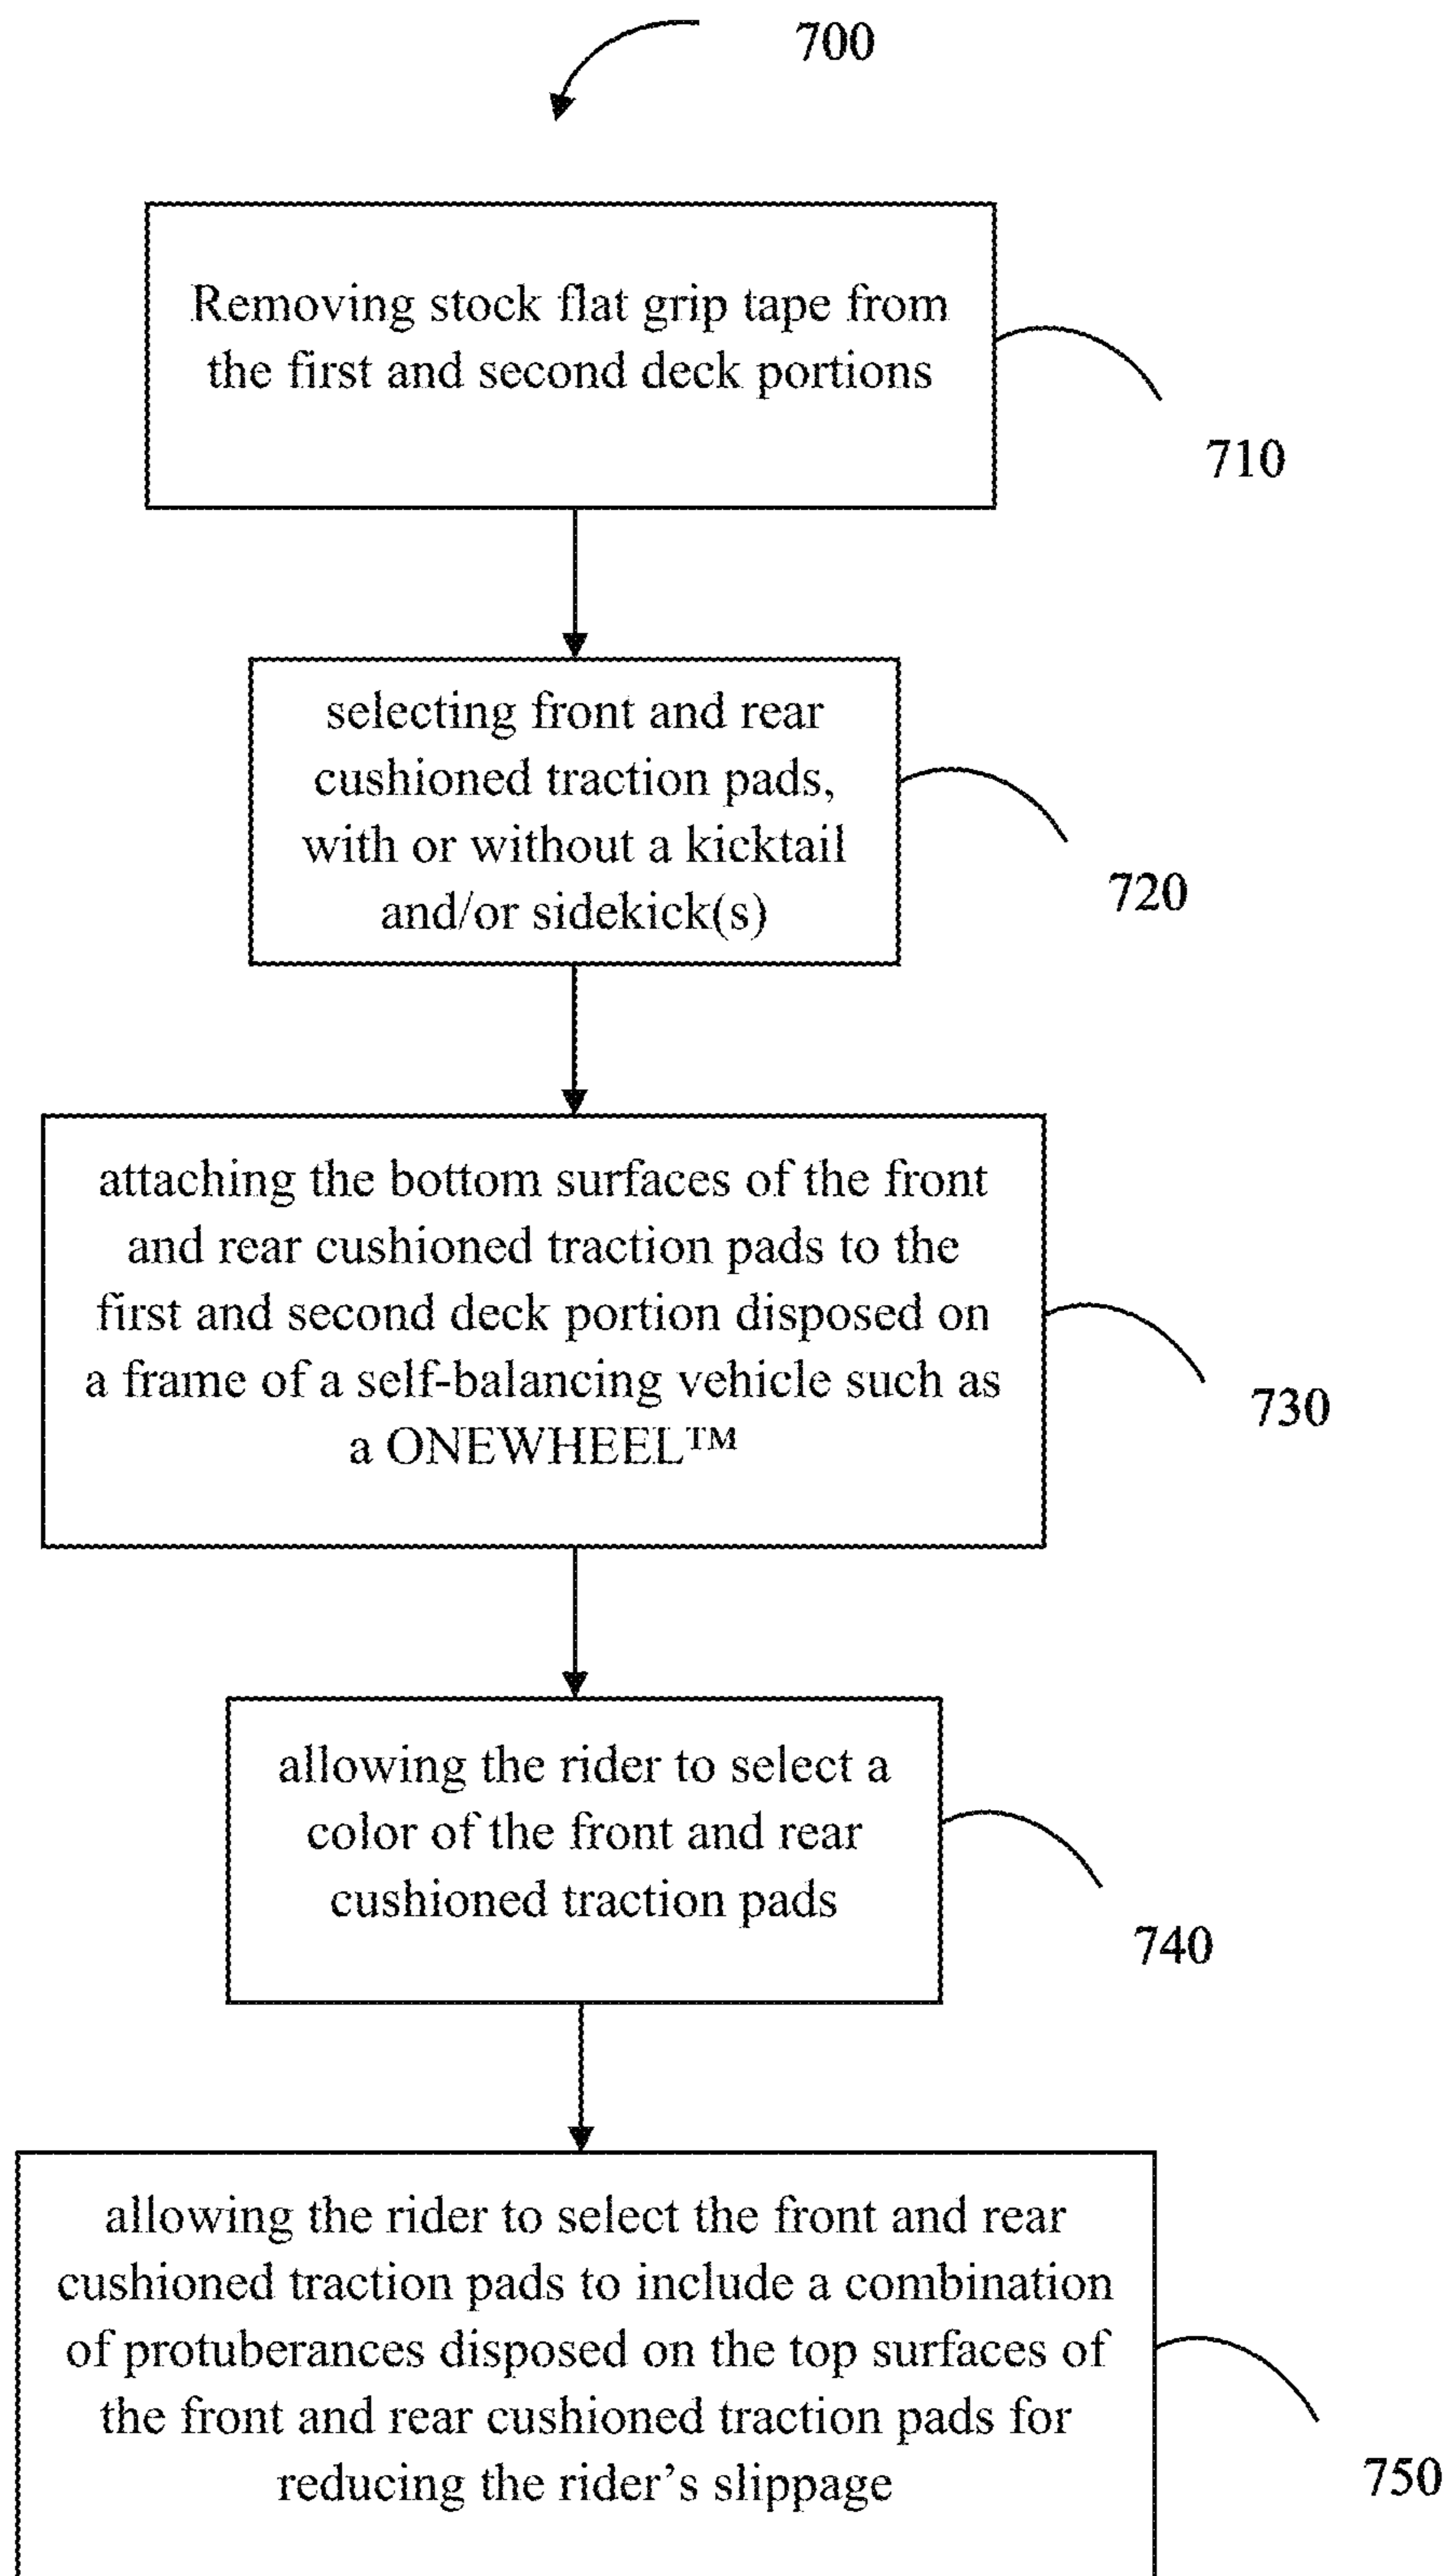 700
Removing stock flat grip tape from
the first and second deck portions
710
selecting front and rear
cushioned traction pads,
with or without a kicktail
and/or sidekick(s)
720
attaching the bottom surfaces of the front
and rear cushioned traction pads to the
first and second deck portion disposed on
a frame of a self-balancing vehicle such as
a ONEWHEEL™
730
allowing the rider to select a
color of the front and rear
cushioned traction pads
740
allowing the rider to select the front and rear
cushioned traction pads to include a combination
of protuberances disposed on the top surfaces of
the front and rear cushioned traction pads for
reducing the rider’s slippage
750